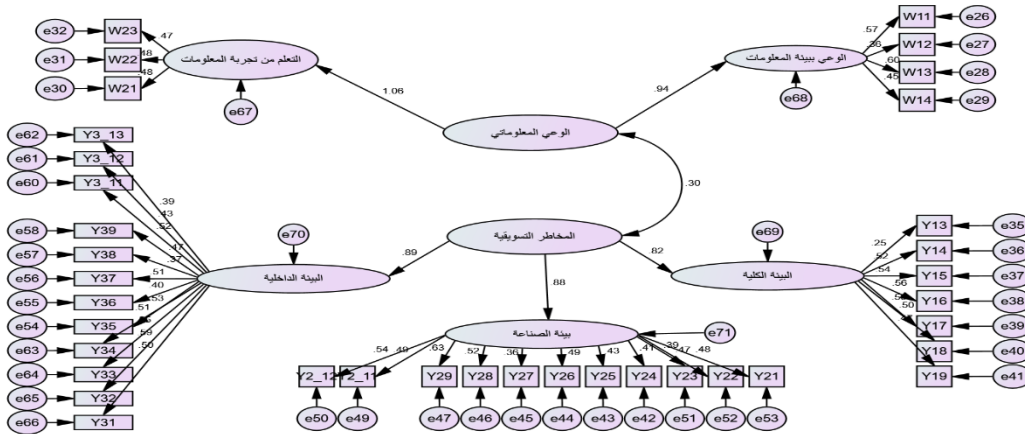 e32
W23
.47
e31
W22
.48
e30
W21
.48
التعلم من تجربة المعلومات
e67
1.06
الوعي المعلوماتي
.94
الوعي ببيئة المعلومات
e68
.57
W11
e26
.36
W12
e27
.60
W13
e28
.45
W14
e29
.30
المخاطر التسويقية
e62
Y3_13
e61
Y3_12
e60
Y3_11
.39
.43
.52
e58
Y39
.47
e57
Y38
.37
e56
Y37
.51
e55
Y36
.40
.53
e54
Y35
.51
e63
Y34
e64
Y33
.59
e65
Y32
.50
e66
Y31
e70
البيئة الداخلية
.89
.82
e69
البيئة الكلية
.25
Y13
e35
.52
Y14
e36
.54
Y15
e37
.56
Y16
e38
.50
Y17
e39
Y18
e40
Y19
e41
.88
بيئة الصناعة
e71
.54
.49
.63
.52
.36
.49
.43
.41
.39
.47
.48
Y2_12
Y2_11
Y29
Y28
Y27
Y26
Y25
Y24
Y23
Y22
Y21
e50
e49
e47
e46
e45
e44
e43
e42
e51
e52
e53